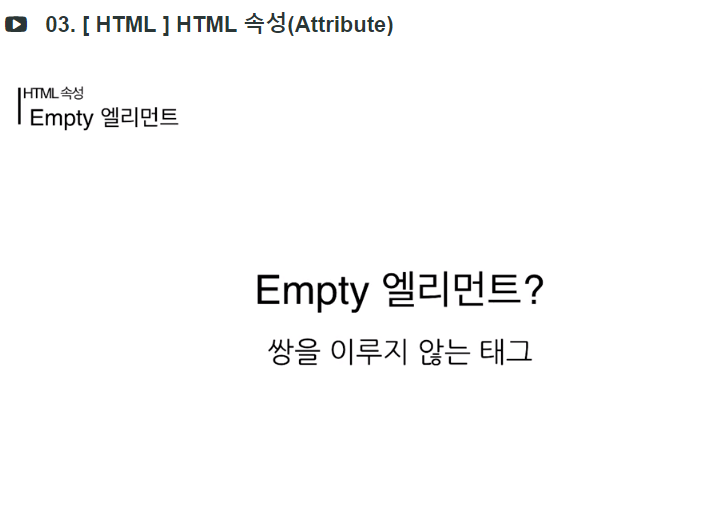 03. [ HTML ] HTML 속성(Attribute)
HTML 속성
Empty 엘리먼트
Empty 엘리먼트?
쌍을 이루지 않는 태그